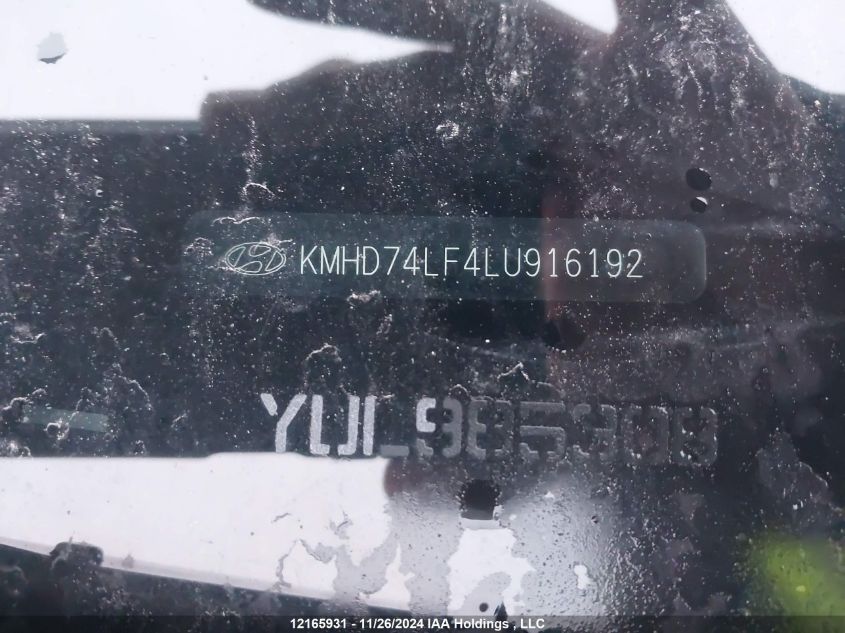 KMHD74LF4LU916192
12165931 - 11/26/2024 IAA Holdings , LLC